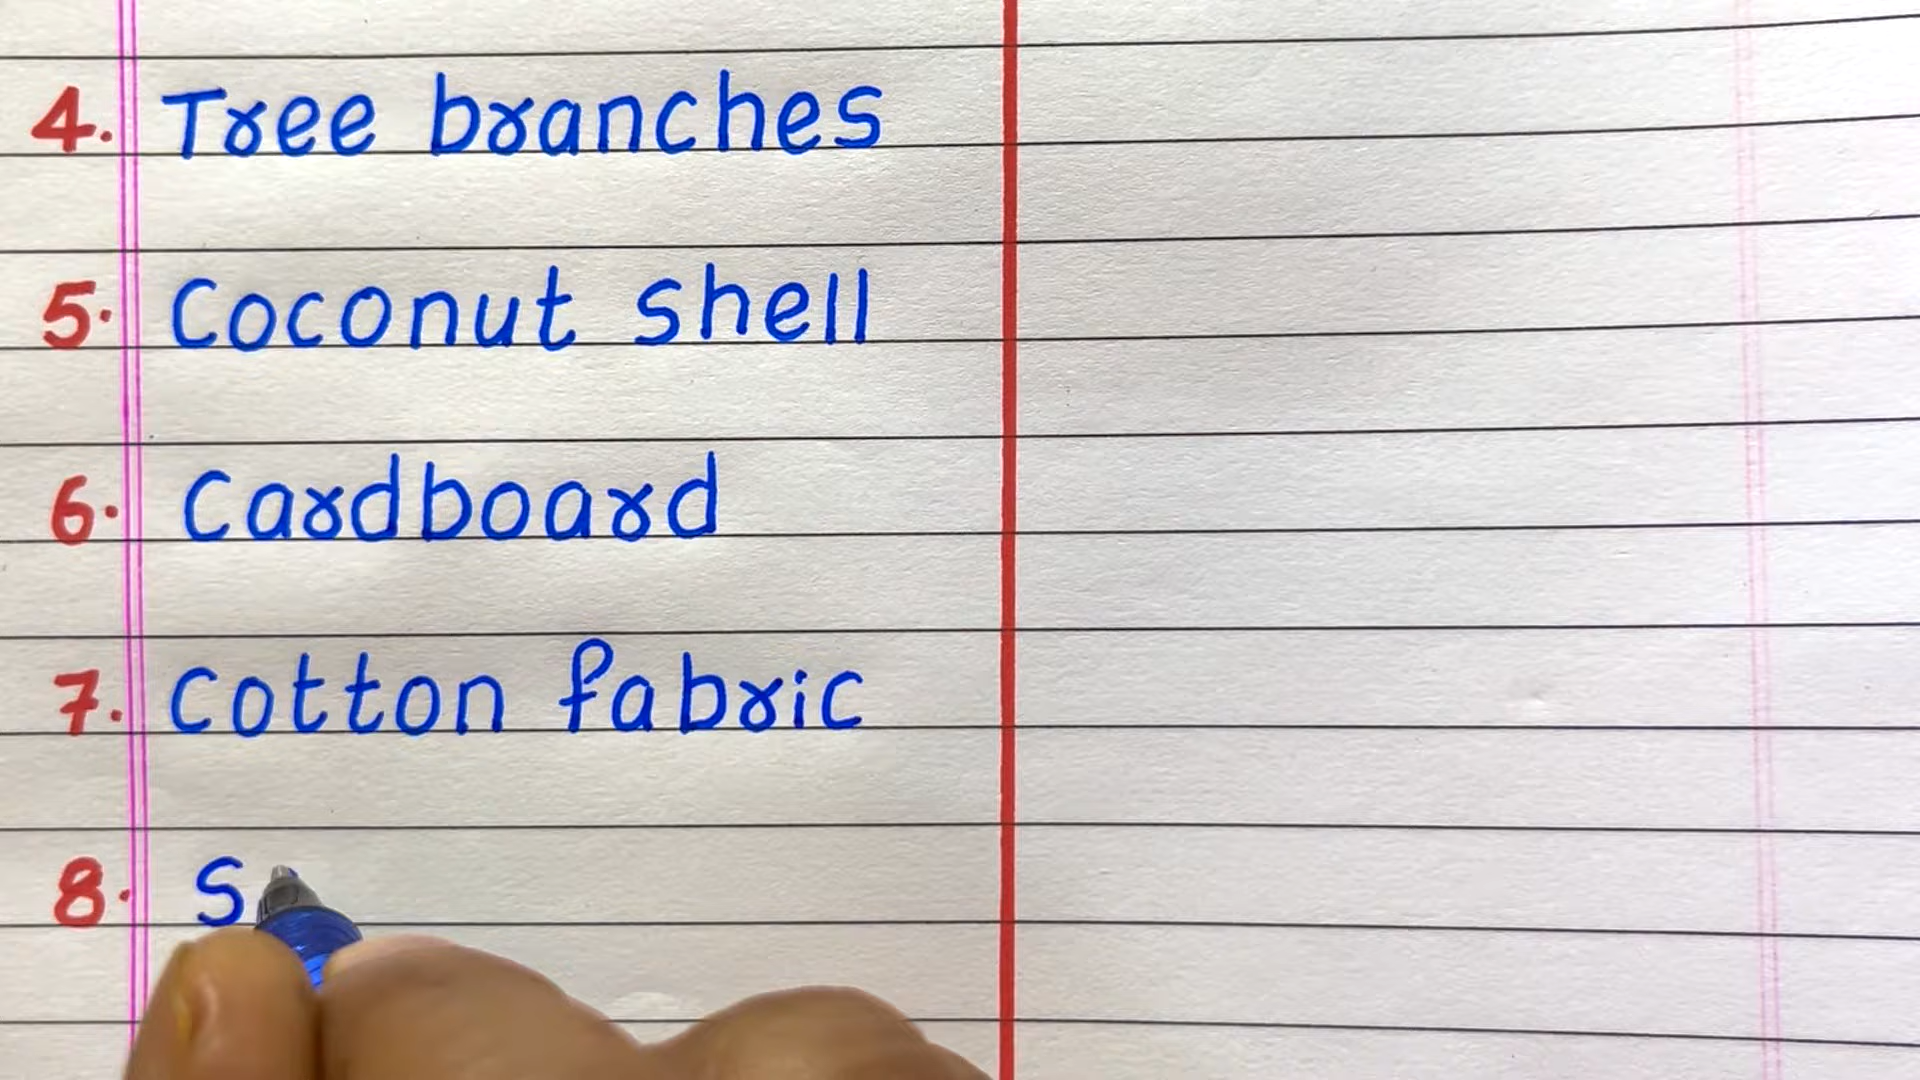 4. Tree branches
5. Coconut shell
6. Cardboard
7. Cotton fabric
8. S